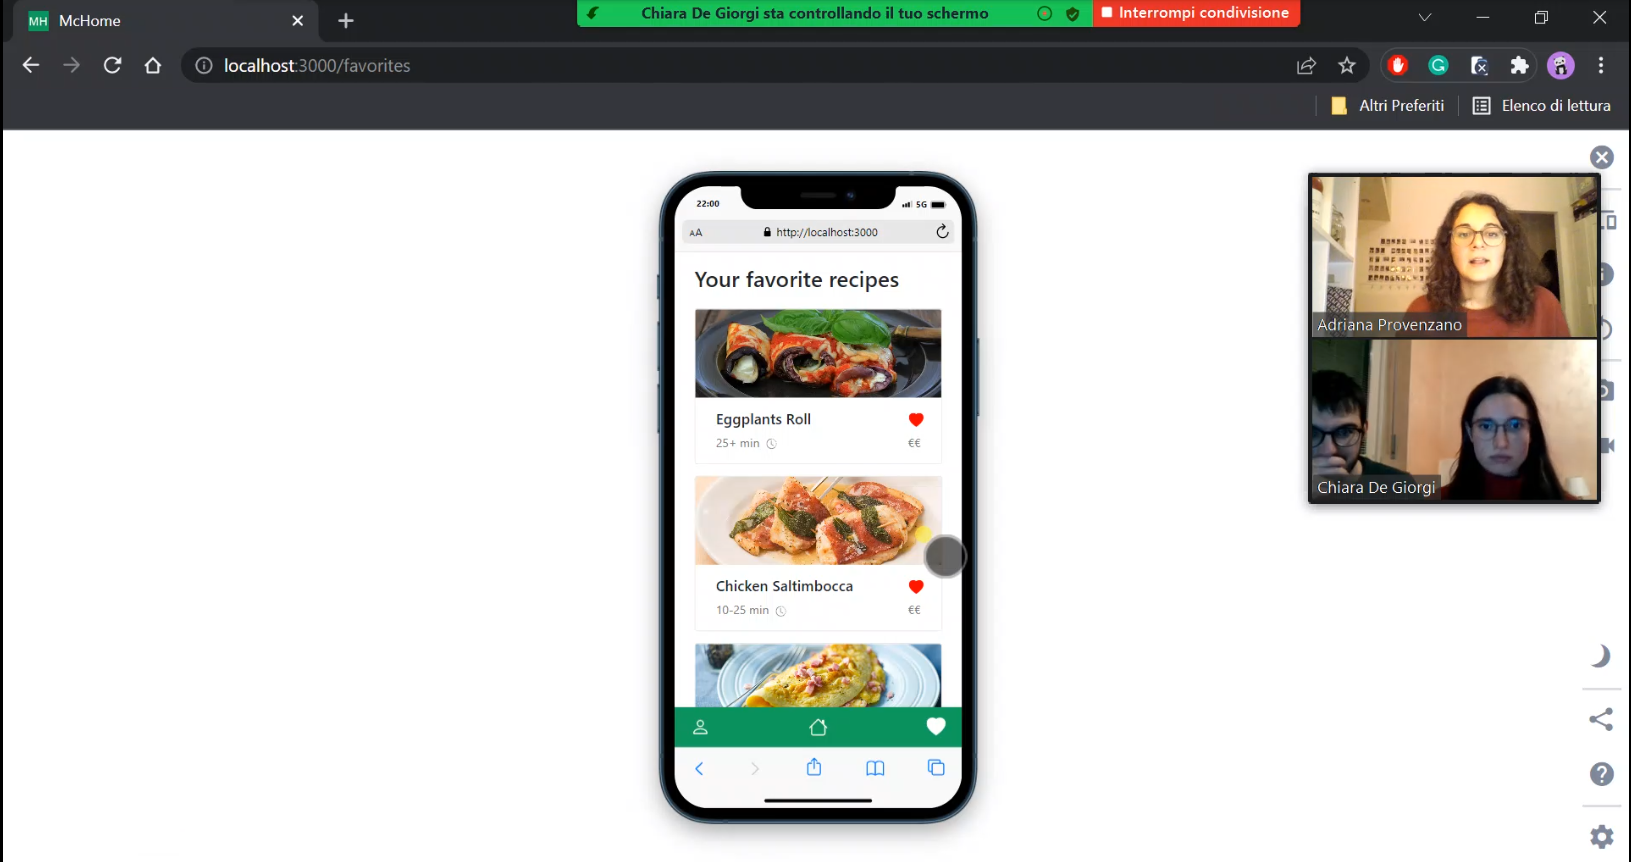 MH McHome
Chiara De Giorgi sta controllando il tuo schermo
Interrompi condivisione
localhost:3000/favorites
Altri Preferiti
Elenco di lettura
22:00
5G
AA
http://localhost:3000
Your favorite recipes
Eggplants Roll
25+ min
€€
Chicken Saltimbocca
10-25 min
€€
Adriana Provenzano
Chiara De Giorgi